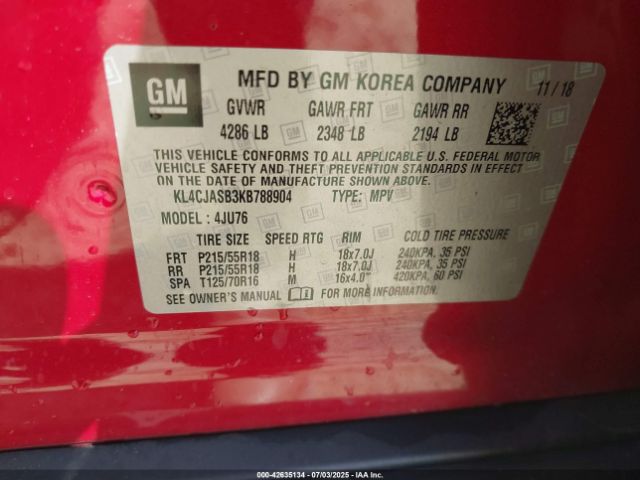 GM
MFD BY GM KOREA COMPANY 11/18
GVWR GAWR FRT GAWR RR
4286 LB 2348 LB 2194 LB
THIS VEHICLE CONFORMS TO ALL APPLICABLE U.S. FEDERAL MOTOR
VEHICLE SAFETY AND THEFT PREVENTION STANDARDS IN EFFECT ON
THE DATE OF MANUFACTURE SHOWN ABOVE.
KL4CJASB3KB788904 TYPE: MPV
MODEL : 4JU76
TIRE SIZE SPEED RTG RIM COLD TIRE PRESSURE
FRT P215/55R18 H 18x7.0J 240KPA, 35 PSI
RR P215/55R18 H 18x7.0J 240KPA, 35 PSI
SPA T125/70R16 M 16x4.0" 420KPA, 60 PSI
SEE OWNER'S MANUAL FOR MORE INFORMATION
000-42635134 - 07/03/2025 - IAAI.COM